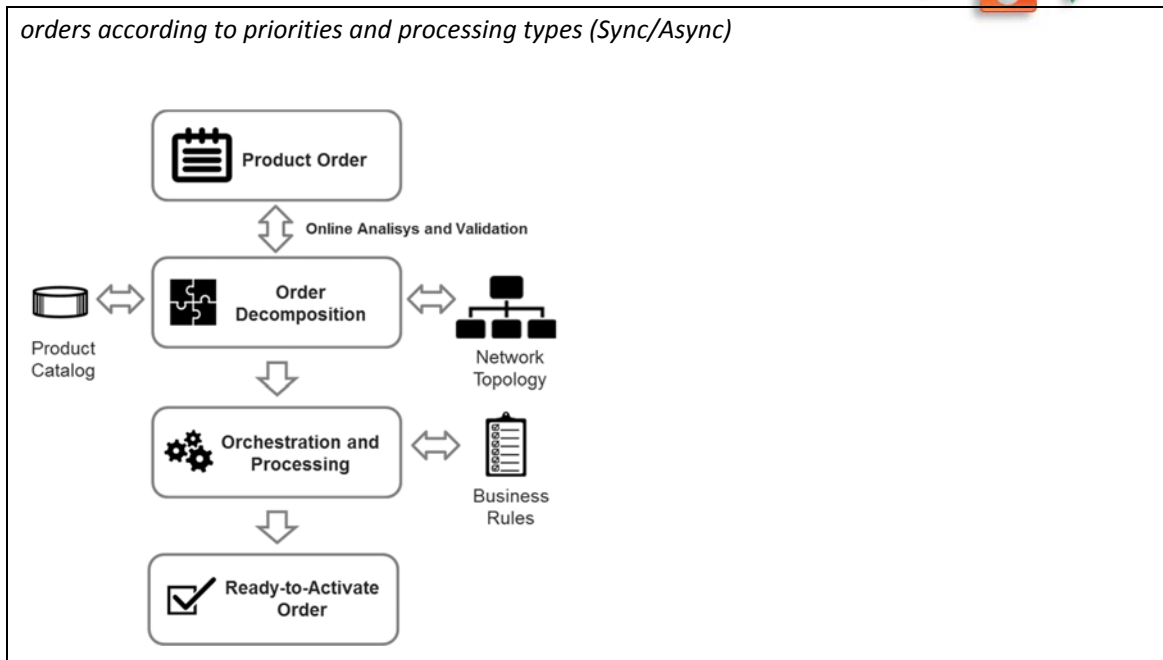 orders according to priorities and processing types (Sync/Async)
Product Order
Online Analisys and Validation
Order
Decomposition
Product
Catalog
Network
Topology
Orchestration and
Processing
Business
Rules
Ready-to-Activate
Order